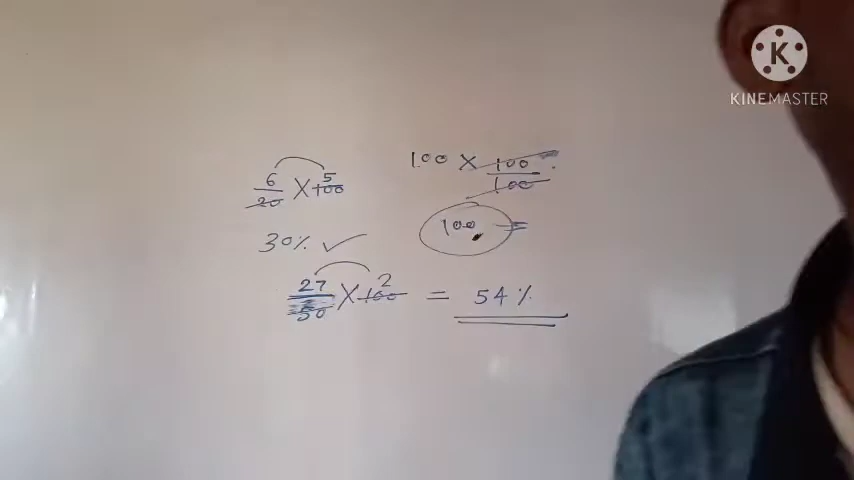 KINEMASTER
6/20 X 100 5
30% ✓
100 X 100/100
100 =
27/50 X 100 2 = 54%